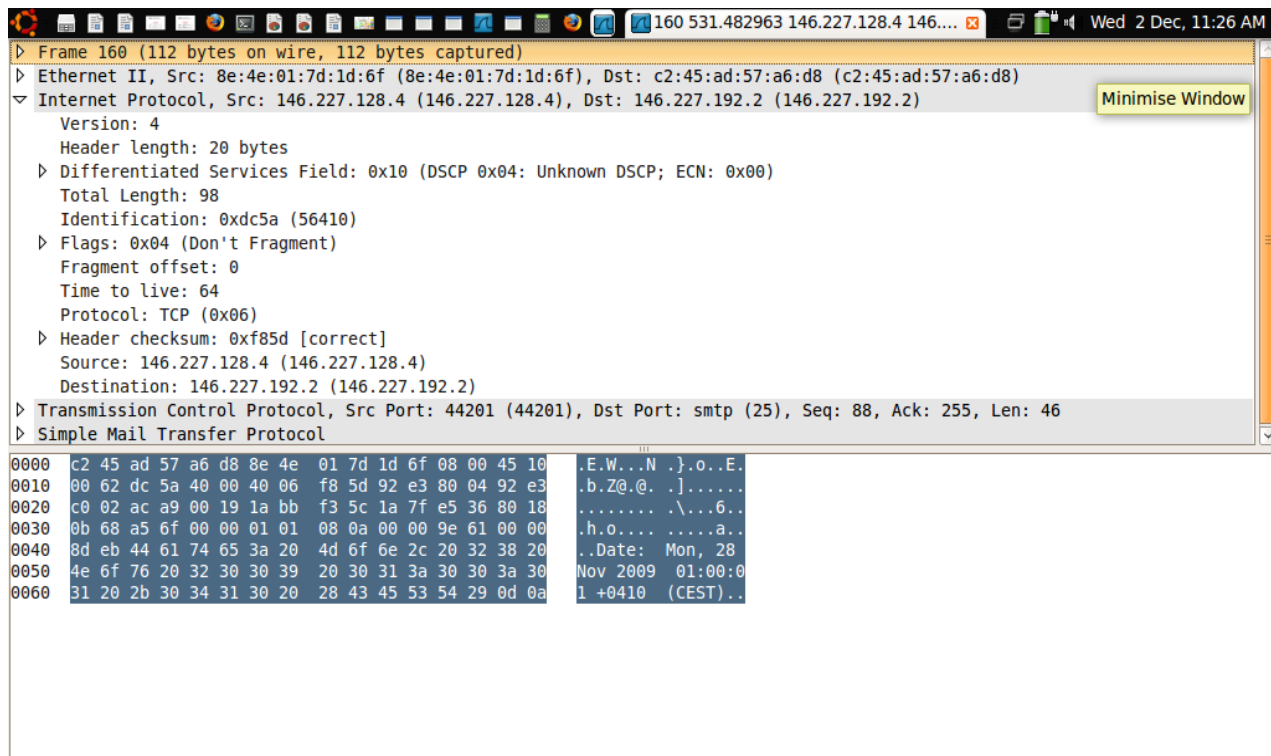 160 531.482963 146.227.128.4 146.... Wed 2 Dec, 11:26 AM
Frame 160 (112 bytes on wire, 112 bytes captured)
Ethernet II, Src: 8e:4e:01:7d:1d:6f (8e:4e:01:7d:1d:6f), Dst: c2:45:ad:57:a6:d8 (c2:45:ad:57:a6:d8)
Internet Protocol, Src: 146.227.128.4 (146.227.128.4), Dst: 146.227.192.2 (146.227.192.2)
Minimise Window
Version: 4
Header length: 20 bytes
Differentiated Services Field: 0x10 (DSCP 0x04: Unknown DSCP; ECN: 0x00)
Total Length: 98
Identification: 0xdc5a (56410)
Flags: 0x04 (Don't Fragment)
Fragment offset: 0
Time to live: 64
Protocol: TCP (0x06)
Header checksum: 0xf85d [correct]
Source: 146.227.128.4 (146.227.128.4)
Destination: 146.227.192.2 (146.227.192.2)
Transmission Control Protocol, Src Port: 44201 (44201), Dst Port: smtp (25), Seq: 88, Ack: 255, Len: 46
Simple Mail Transfer Protocol
0000 c2 45 ad 57 a6 d8 8e 4e 01 7d 1d 6f 08 00 45 10 .E.W...N .}.o..E.
0010 00 62 dc 5a 40 00 40 06 f8 5d 92 e3 80 04 92 e3 .b.Z@.@. .]......
0020 c0 02 ac a9 00 19 1a bb f3 5c 1a 7f e5 36 80 18 ........ .\...6..
0030 0b 68 a5 6f 00 00 01 01 08 0a 00 00 9e 61 00 00 .h.o.... .....a..
0040 8d eb 44 61 74 65 3a 20 4d 6f 6e 2c 20 32 38 20 ..Date: Mon, 28
0050 4e 6f 76 20 32 30 30 39 20 30 31 3a 30 30 3a 30 Nov 2009 01:00:0
0060 31 20 2b 30 34 31 30 20 28 43 45 53 54 29 0d 0a 1 +0410 (CEST)..